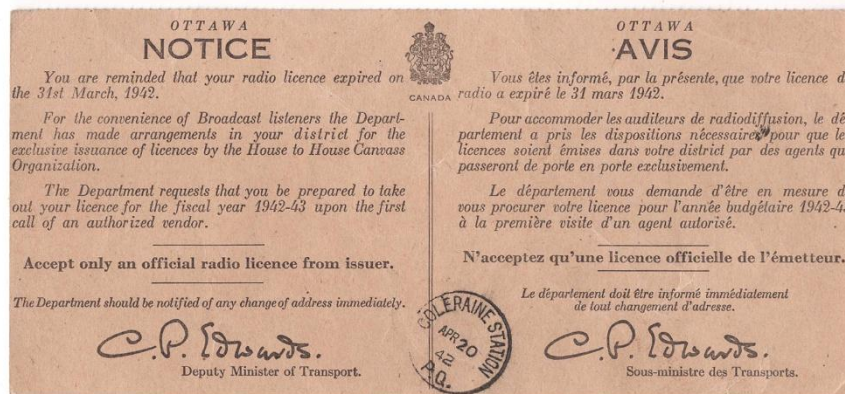 OTTAWA
NOTICE
You are reminded that your radio licence expired on
the 31st March, 1942.
For the convenience of Broadcast listeners the Depart-
ment has made arrangements in your district for the
exclusive issuance of licences by the House to House Canvass
Organization.
The Department requests that you be prepared to take
out your licence for the fiscal year 1942-43 upon the first
call of an authorized vendor.
Accept only an official radio licence from issuer.
The Department should be notified of any change of address immediately.
C.P. Edwards.
Deputy Minister of Transport.
CANADA
COLERAINE STATION
APR 20
42
P.Q.
OTTAWA
AVIS
Vous êtes informé, par la présente, que votre licence d
radio a expiré le 31 mars 1942.
Pour accommoder les auditeurs de radiodiffusion, le dé
partement a pris les dispositions nécessaires pour que le
licences soient émises dans votre district par des agents qu
passeront de porte en porte exclusivement.
Le département vous demande d'être en mesure d
vous procurer votre licence pour l'année budgétaire 1942-4
à la première visite d'un agent autorisé.
N'acceptez qu'une licence officielle de l'émetteur.
Le département doit être informé immédiatement
de tout changement d'adresse.
C.P. Edwards.
Sous-ministre des Transports.